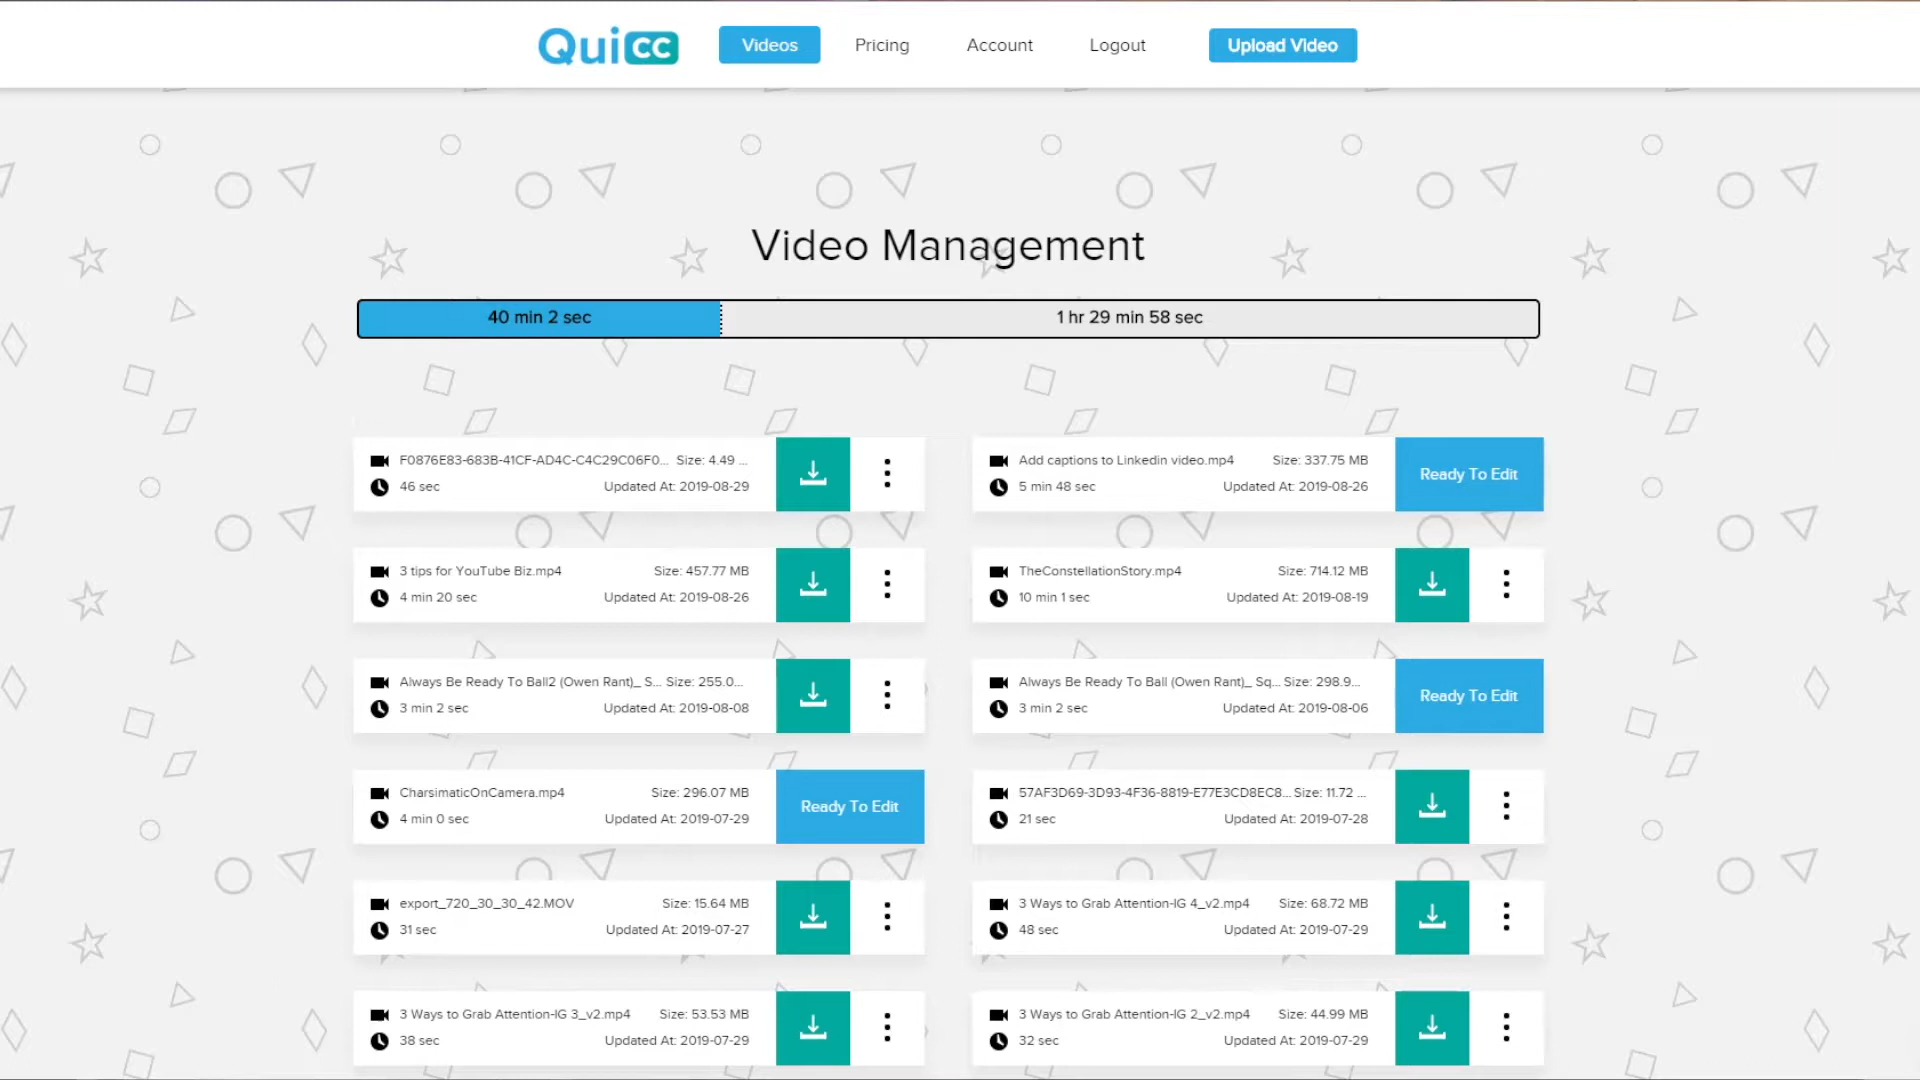 Quicc
Videos
Pricing
Account
Logout
Upload Video
Video Management
40 min 2 sec
1 hr 29 min 58 sec
F0876E83-683B-41CF-AD4C-C4C29C06F0... Size: 4.49 ...
46 sec Updated At: 2019-08-29
Add captions to Linkedin video.mp4 Size: 337.75 MB
5 min 48 sec Updated At: 2019-08-26
Ready To Edit
3 tips for YouTube Biz.mp4 Size: 457.77 MB
4 min 20 sec Updated At: 2019-08-26
TheConstellationStory.mp4 Size: 714.12 MB
10 min 1 sec Updated At: 2019-08-19
Always Be Ready To Ball2 (Owen Rant)_ S... Size: 255.0...
3 min 2 sec Updated At: 2019-08-08
Always Be Ready To Ball (Owen Rant)_ Sq... Size: 298.9...
3 min 2 sec Updated At: 2019-08-06
Ready To Edit
CharsimaticOnCamera.mp4 Size: 296.07 MB
4 min 0 sec Updated At: 2019-07-29
Ready To Edit
57AF3D69-3D93-4F36-8819-E77E3CD8EC8... Size: 11.72 ...
21 sec Updated At: 2019-07-28
export_720_30_30_42.MOV Size: 15.64 MB
31 sec Updated At: 2019-07-27
3 Ways to Grab Attention-IG 4_v2.mp4 Size: 68.72 MB
48 sec Updated At: 2019-07-29
3 Ways to Grab Attention-IG 3_v2.mp4 Size: 53.53 MB
38 sec Updated At: 2019-07-29
3 Ways to Grab Attention-IG 2_v2.mp4 Size: 44.99 MB
32 sec Updated At: 2019-07-29